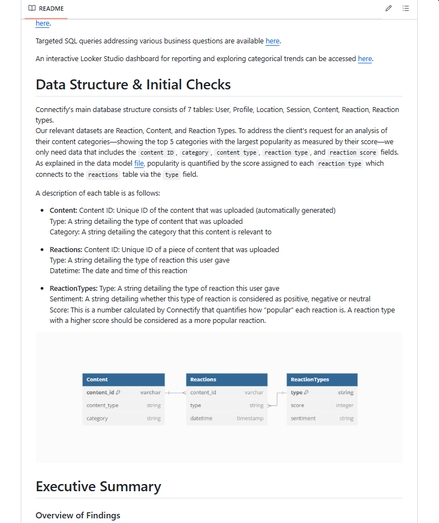 README
here.
Targeted SQL queries addressing various business questions are available here.
An interactive Looker Studio dashboard for reporting and exploring categorical trends can be accessed here.
Data Structure & Initial Checks
Connectify's main database structure consists of 7 tables: User, Profile, Location, Session, Content, Reaction, Reaction
types.
Our relevant datasets are Reaction, Content, and Reaction Types. To address the client's request for an analysis of
their content categories—showing the top 5 categories with the largest popularity as measured by their score—we
only need data that includes the content ID, category, content type, reaction type, and reaction score fields.
As explained in the data model file, popularity is quantified by the score assigned to each reaction type which
connects to the reactions table via the type field.
A description of each table is as follows:
• Content: Content ID: Unique ID of the content that was uploaded (automatically generated)
Type: A string detailing the type of content that was uploaded
Category: A string detailing the category that this content is relevant to
• Reactions: Content ID: Unique ID of a piece of content that was uploaded
Type: A string detailing the type of reaction this user gave
Datetime: The date and time of this reaction
• ReactionTypes: Type: A string detailing the type of reaction this user gave
Sentiment: A string detailing whether this type of reaction is considered as positive, negative or neutral
Score: This is a number calculated by Connectify that quantifies how "popular" each reaction is. A reaction type
with a higher score should be considered as a more popular reaction.
Content Reactions ReactionTypes
content_id varchar content_id varchar type string
content_type string type string score integer
category string datetime timestamp sentiment string
Executive Summary
Overview of Findings